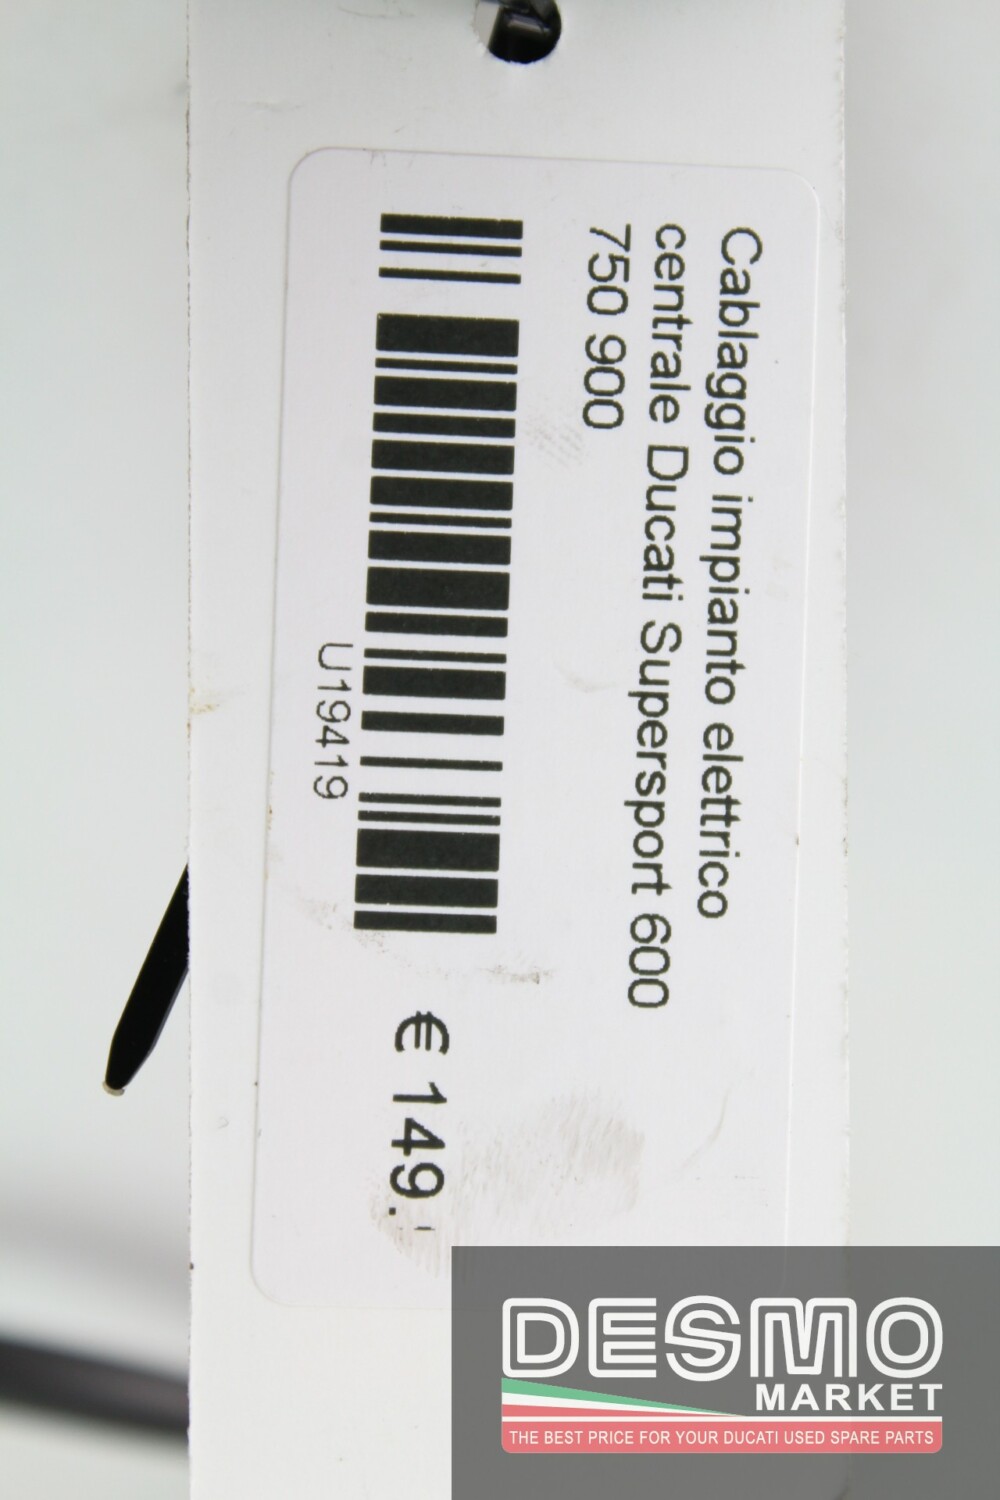 Cablaggio impianto elettrico
centrale Ducati Supersport 600
750 900
U19419
€ 149.
DESMO
MARKET
THE BEST PRICE FOR YOUR DUCATI USED SPARE PARTS